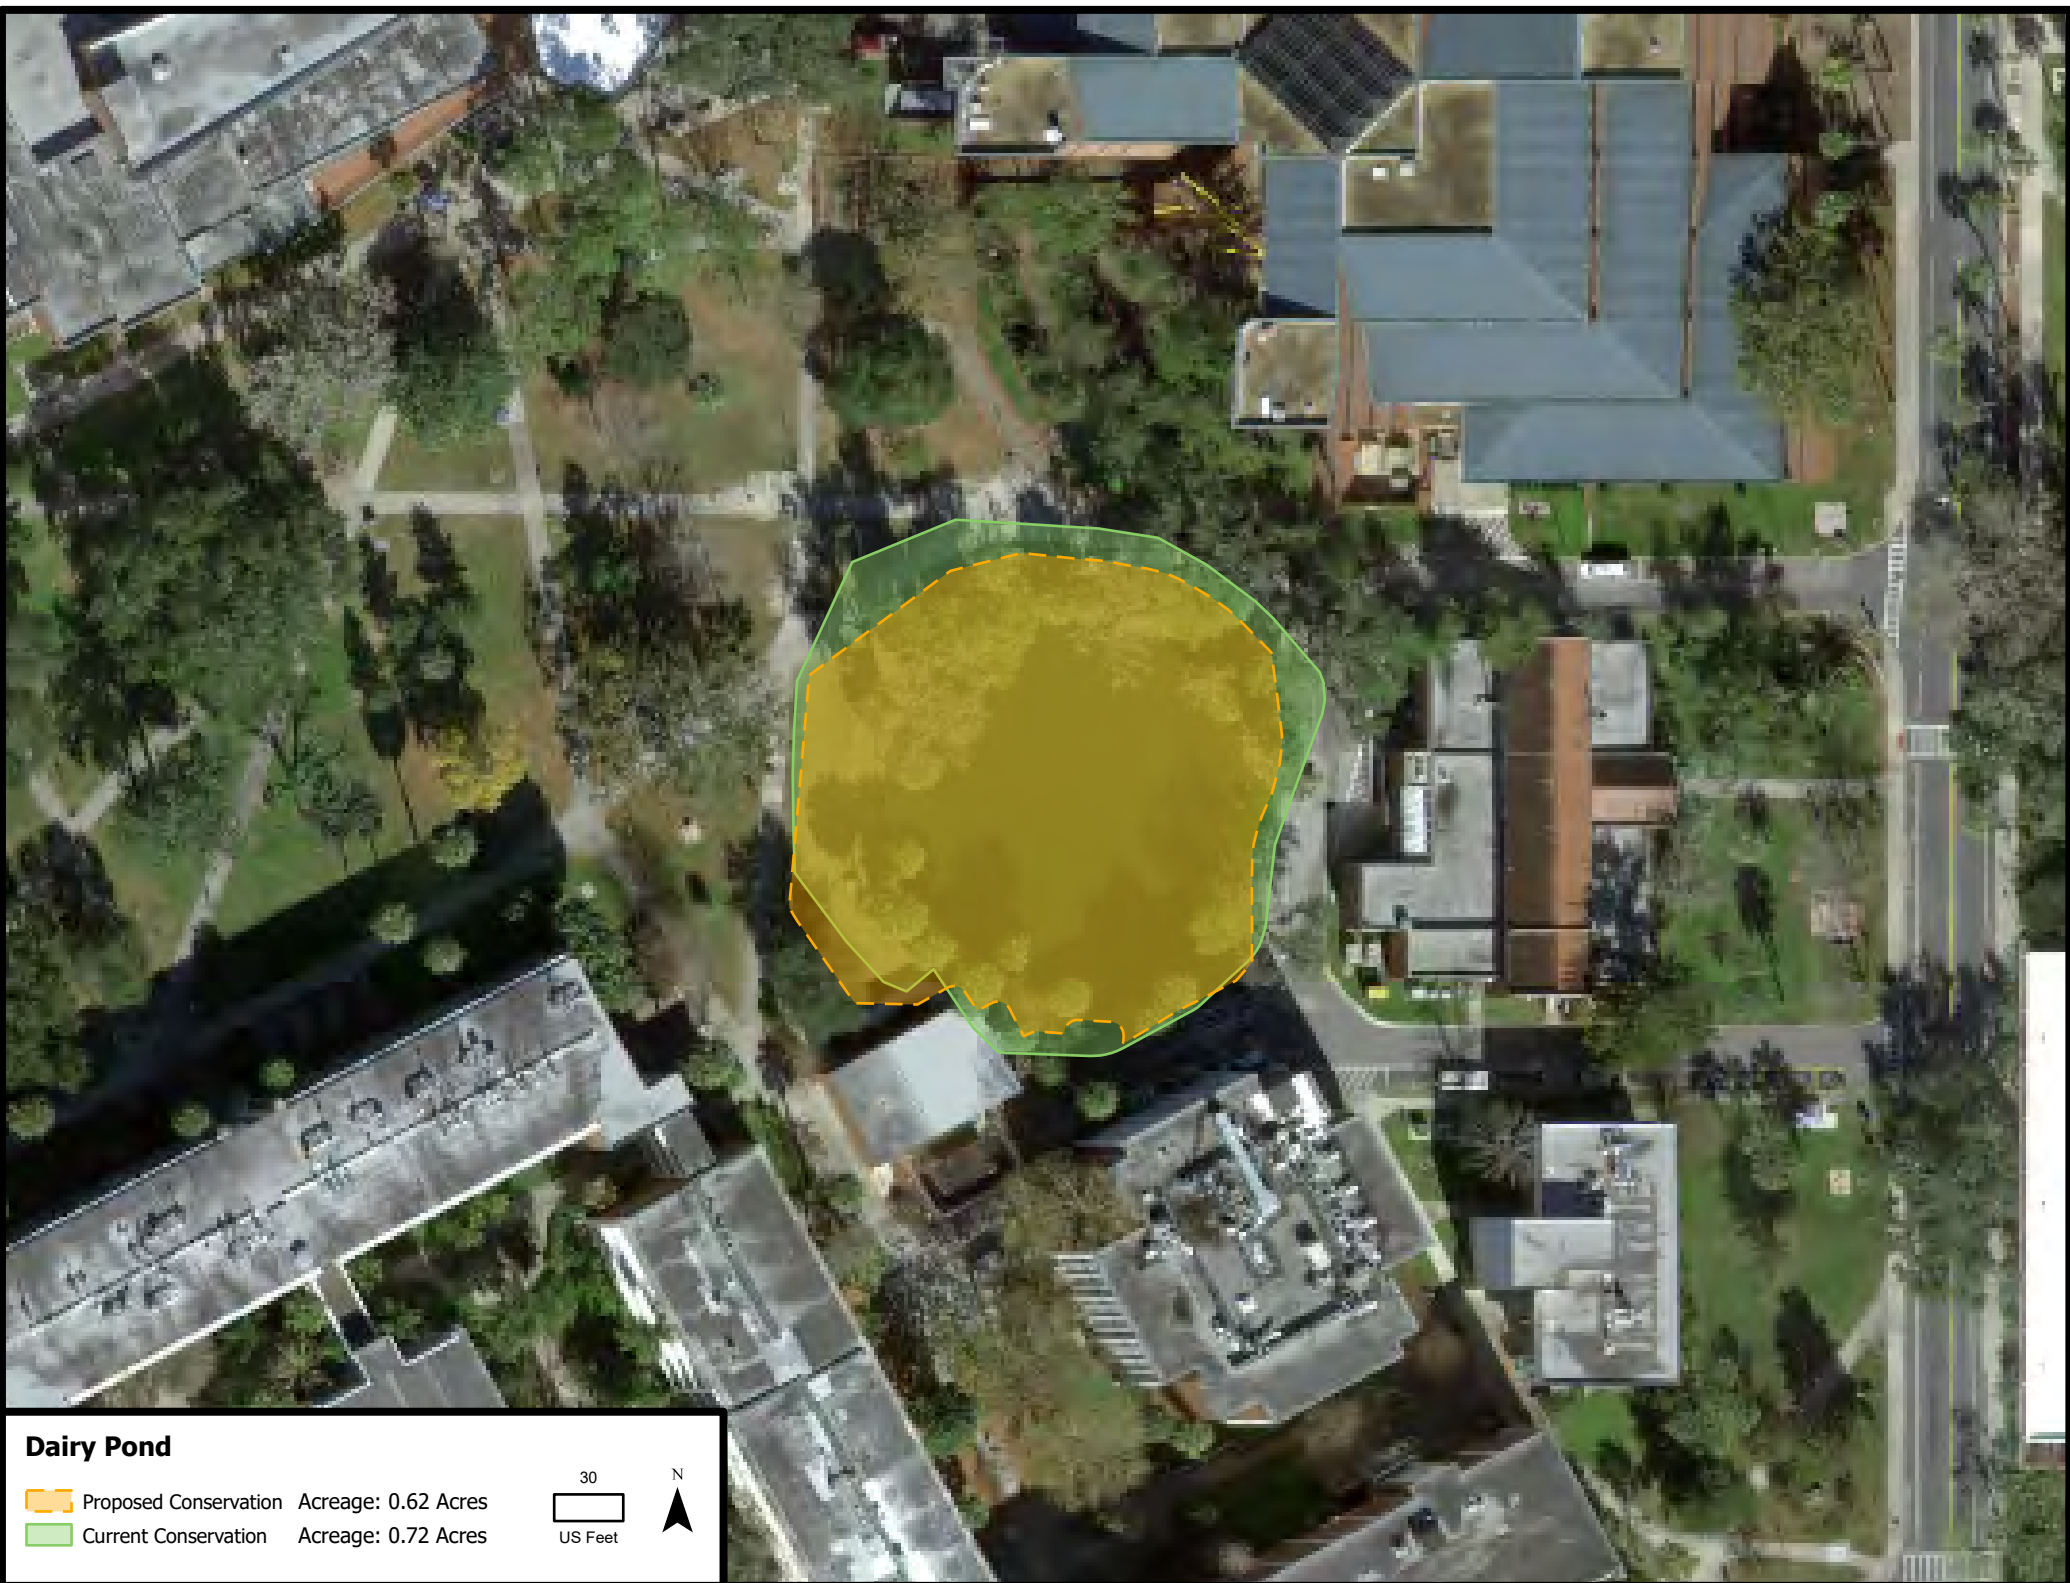 Dairy Pond
Proposed Conservation Acreage: 0.62 Acres
Current Conservation Acreage: 0.72 Acres
30
US Feet
N